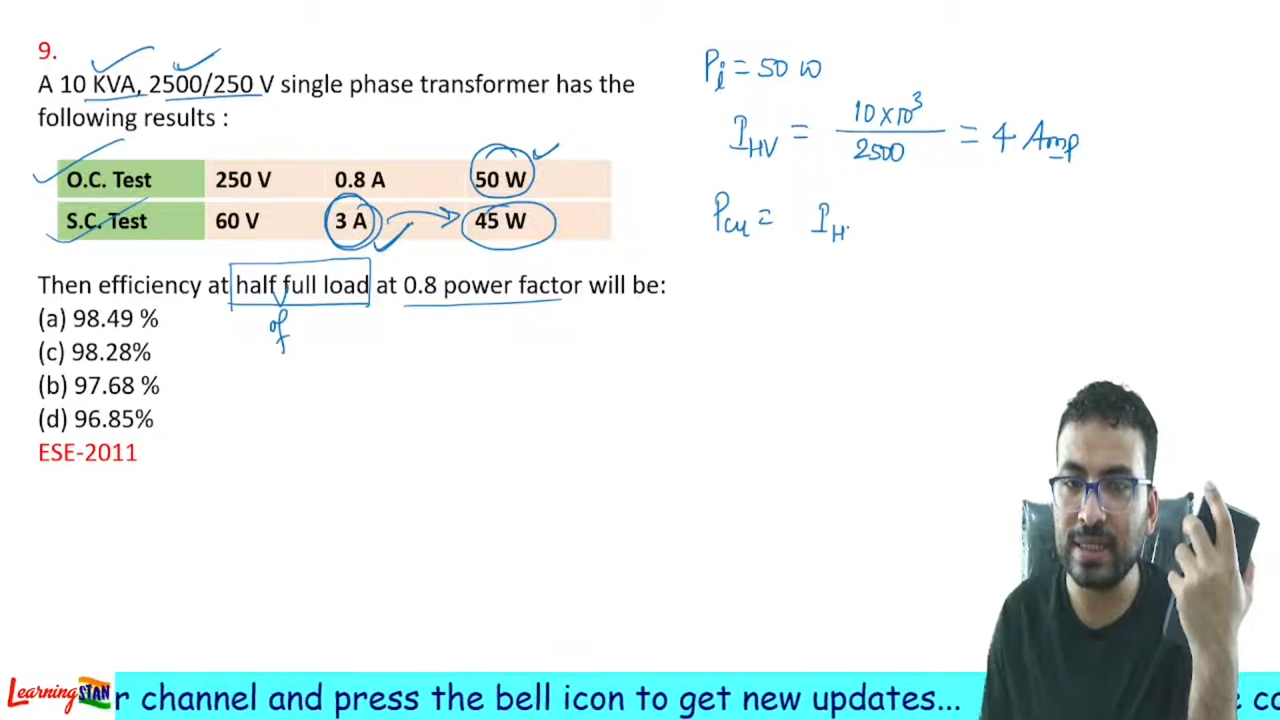 9.
A 10 KVA, 2500/250 V single phase transformer has the
following results :
O.C. Test 250 V 0.8 A 50 W
S.C. Test 60 V 3 A 45 W
Then efficiency at half full load at 0.8 power factor will be:
of
(a) 98.49 %
(c) 98.28%
(b) 97.68 %
(d) 96.85%
ESE-2011
Pi = 50 W
IHV = 10×10³ / 2500 = 4 Amp
Pcu = IH
LearningSTAN
r channel and press the bell icon to get new updates...